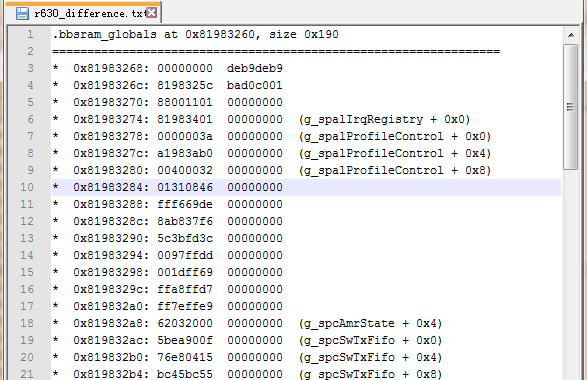 r630_difference.txt
1 .bbsram_globals at 0x81983260, size 0x190
2 ================================================================
3 * 0x81983268: 00000000 deb9deb9
4 * 0x8198326c: 8198325c bad0c001
5 * 0x81983270: 88001101 00000000
6 * 0x81983274: 81983401 00000000 (g_spalIrqRegistry + 0x0)
7 * 0x81983278: 0000003a 00000000 (g_spalProfileControl + 0x0)
8 * 0x8198327c: a1983ab0 00000000 (g_spalProfileControl + 0x4)
9 * 0x81983280: 00400032 00000000 (g_spalProfileControl + 0x8)
10 * 0x81983284: 01310846 00000000
11 * 0x81983288: fff669de 00000000
12 * 0x8198328c: 8ab837f6 00000000
13 * 0x81983290: 5c3bfd3c 00000000
14 * 0x81983294: 0097ffdd 00000000
15 * 0x81983298: 001dff69 00000000
16 * 0x8198329c: ffa8ffd7 00000000
17 * 0x819832a0: ff7effe9 00000000
18 * 0x819832a8: 62032000 00000000 (g_spcAmrState + 0x4)
19 * 0x819832ac: 5bea900f 00000000 (g_spcSwTxFifo + 0x0)
20 * 0x819832b0: 76e80415 00000000 (g_spcSwTxFifo + 0x4)
21 * 0x819832b4: bc45bc55 00000000 (g_spcSwTxFifo + 0x8)